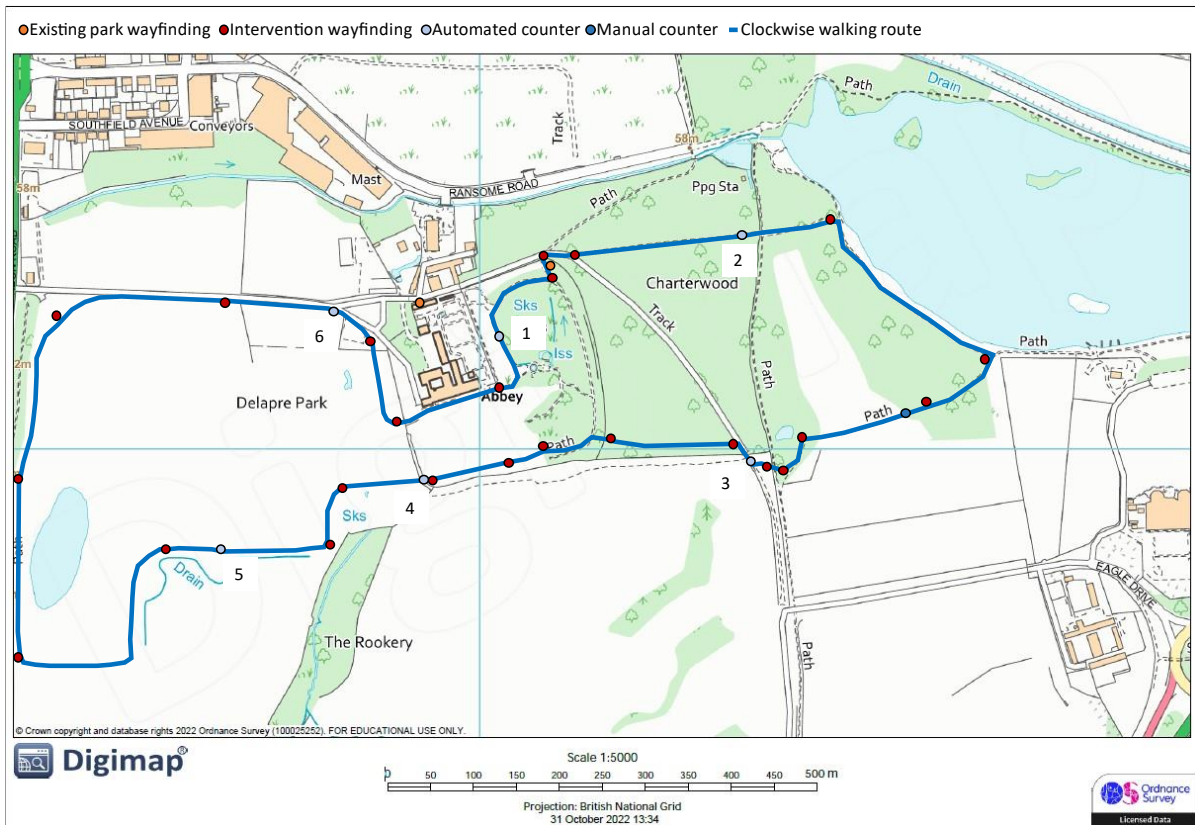 Existing park wayfinding Intervention wayfinding Automated counter Manual counter Clockwise walking route
Path
Drain
SOUTHFIELD AVENUE
Conveyors
Track
58m
Mast
RANSOME ROAD
Ppg Sta
58m
Path
2
Charterwood
Sks
1
6
Iss
Track
Path
2m
Path
Delapre Park
Abbey
Path
Path
3
4
Sks
Path
5
Drain
EAGLE DRIVE
The Rookery
Path
© Crown copyright and database rights 2022 Ordnance Survey (100025252). FOR EDUCATIONAL USE ONLY.
Digimap®
Scale 1:5000
0 50 100 150 200 250 300 350 400 450 500 m
Projection: British National Grid
31 October 2022 13:34
Ordnance
Survey
Licensed Data